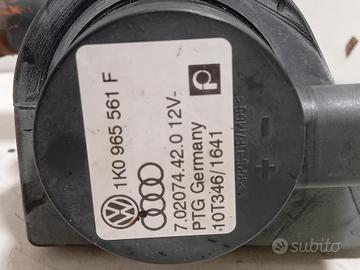 1K0 965 561 F
7.02074.42.0 12V-
PTG Germany
10T346/1641
+
-
subito